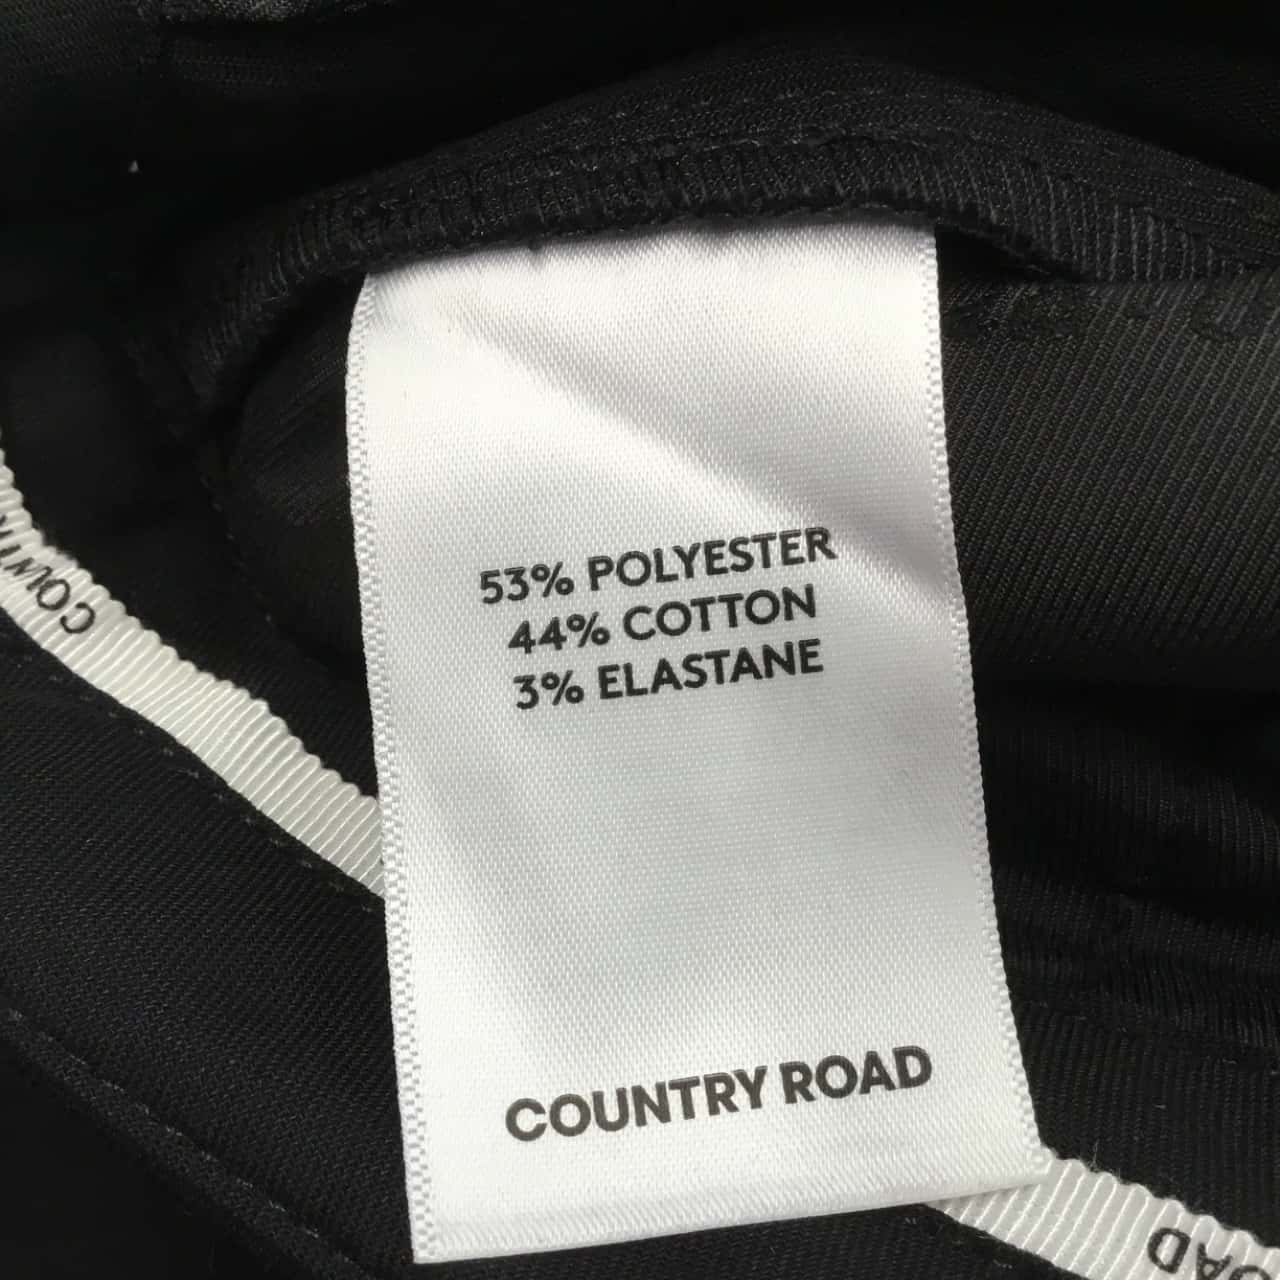 53% POLYESTER
44% COTTON
3% ELASTANE
COUNTRY ROAD